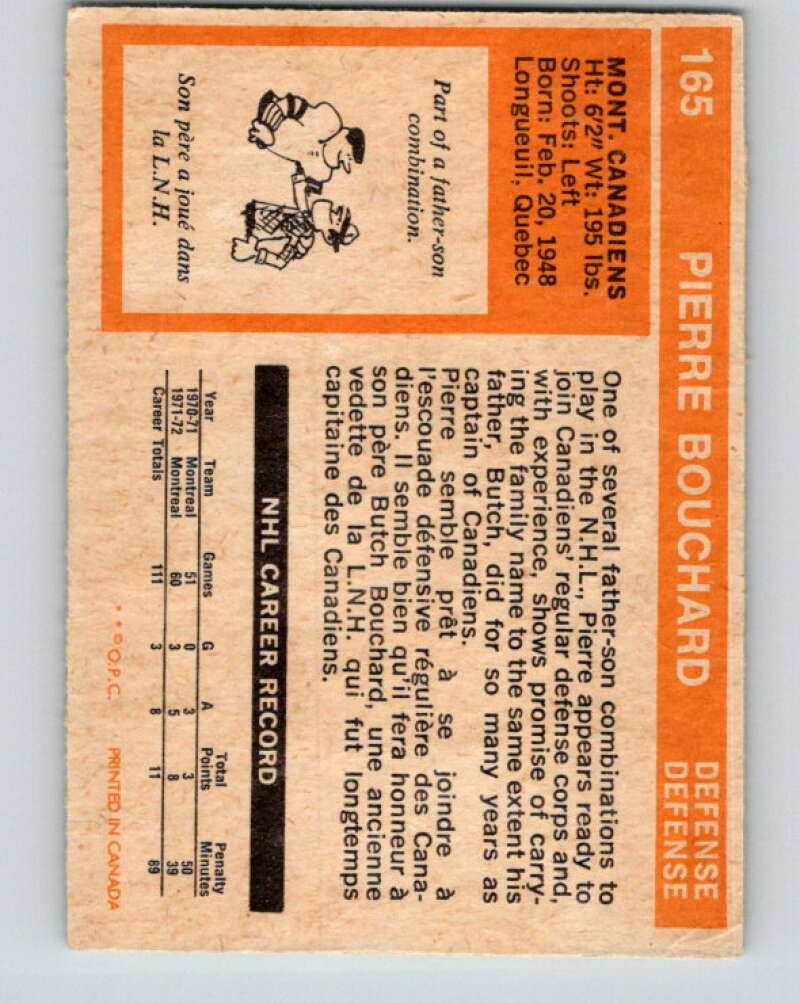 165 PIERRE BOUCHARD DEFENSE
DEFENSE
MONT. CANADIENS
Ht: 6'2" Wt: 195 lbs.
Shoots: Left
Born: Feb. 20, 1948
Longueuil, Quebec
Part of a father-son
combination.
Son père a joué dans
la L.N.H.
One of several father-son combinations to
play in the N.H.L., Pierre appears ready to
join Canadiens' regular defense corps and,
with experience, shows promise of carry-
ing the family name to the same extent his
father, Butch, did for so many years as
captain of Canadiens.
Pierre semble prêt à se joindre à
l'escouade défensive régulière des Cana-
diens. Il semble bien qu'il fera honneur à
son père Butch Bouchard, une ancienne
vedette de la L.N.H. qui fut longtemps
capitaine des Canadiens.
NHL CAREER RECORD
Year Team Games G A Total Points Penalty Minutes
1970-71 Montreal 51 0 3 3 50
1971-72 Montreal 60 3 5 8 39
Career Totals 111 3 8 11 89
* * © O.P.C. PRINTED IN CANADA